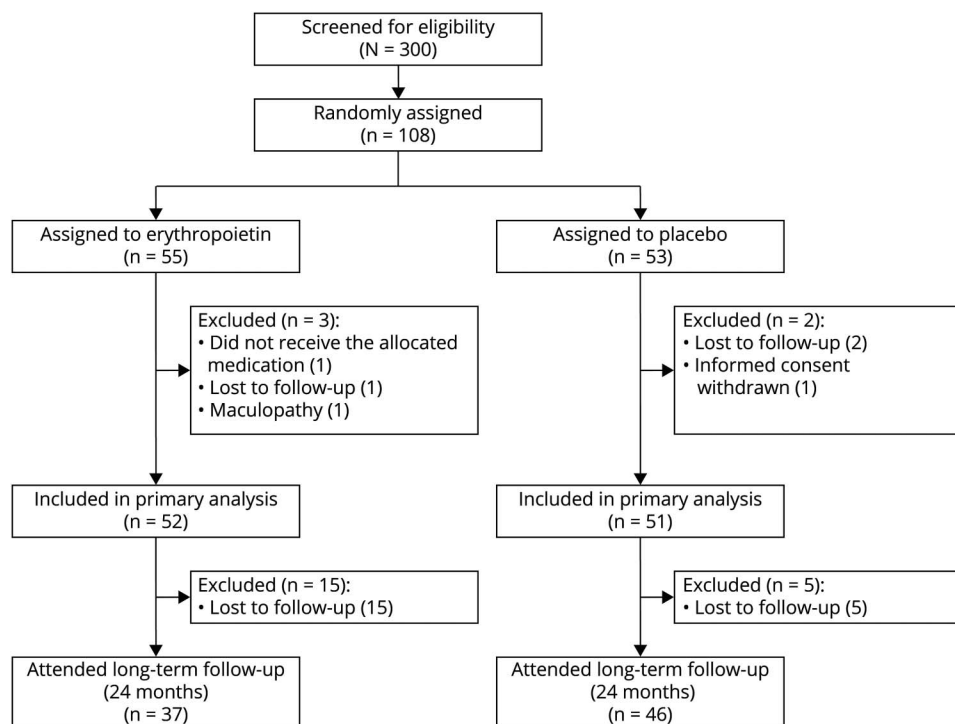 Screened for eligibility
(N = 300)
Randomly assigned
(n = 108)
Assigned to erythropoietin
(n = 55)
Assigned to placebo
(n = 53)
Excluded (n = 3):
• Did not receive the allocated
medication (1)
• Lost to follow-up (1)
• Maculopathy (1)
Excluded (n = 2):
• Lost to follow-up (2)
• Informed consent
withdrawn (1)
Included in primary analysis
(n = 52)
Included in primary analysis
(n = 51)
Excluded (n = 15):
• Lost to follow-up (15)
Excluded (n = 5):
• Lost to follow-up (5)
Attended long-term follow-up
(24 months)
n = 37)
Attended long-term follow-up
(24 months)
n = 46)